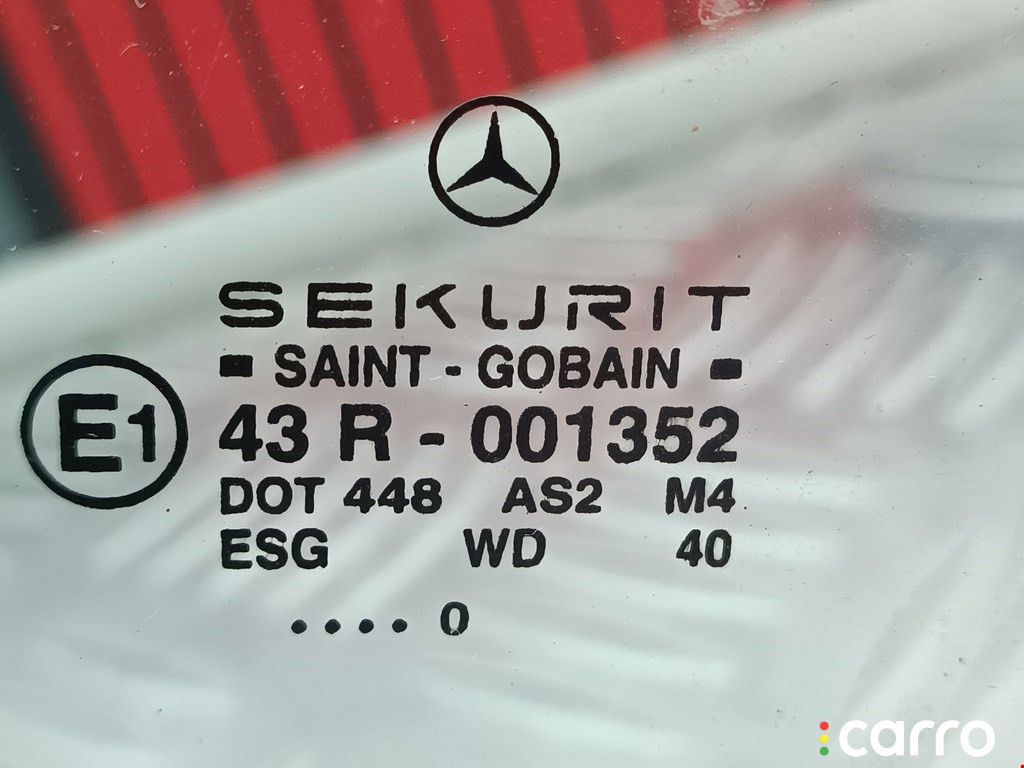 SEKURIT
SAINT-GOBAIN
E1
43 R - 001352
DOT 448 AS2 M4
ESG WD 40
.... 0
carro